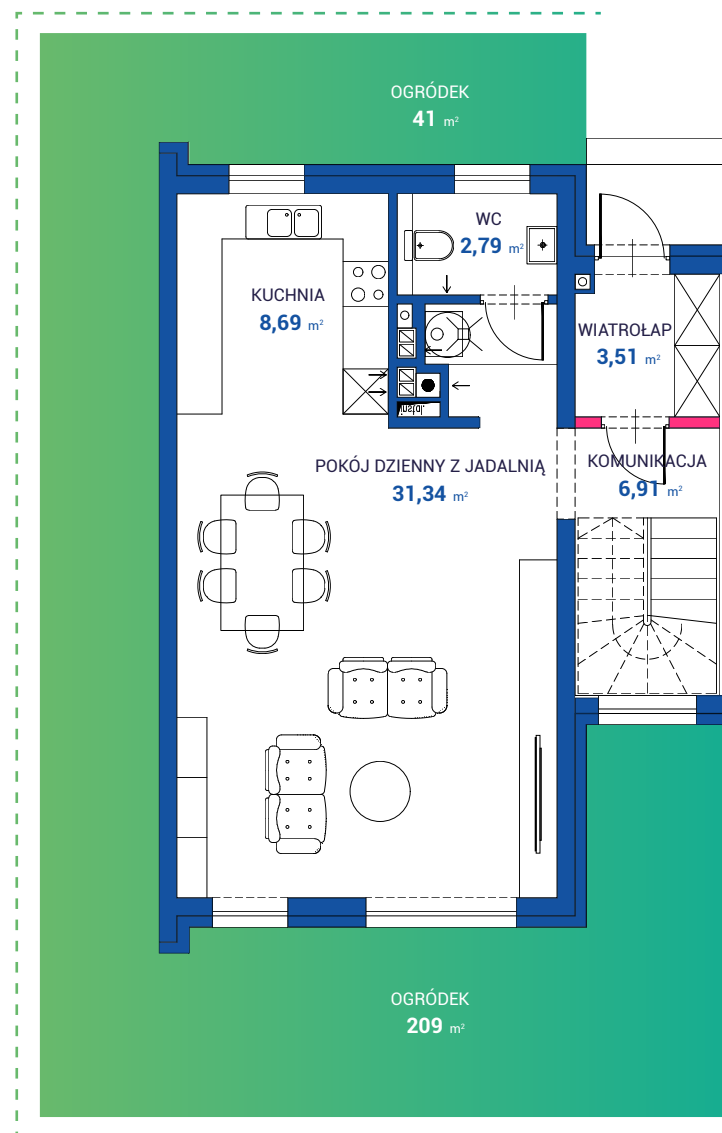 OGRÓDEK
41 m²
WC
2,79 m²
KUCHNIA
8,69 m²
WIATROŁAP
3,51 m²
instal.
POKÓJ DZIENNY Z JADALNIĄ
31,34 m²
KOMUNIKACJA
6,91 m²
OGRÓDEK
209 m²